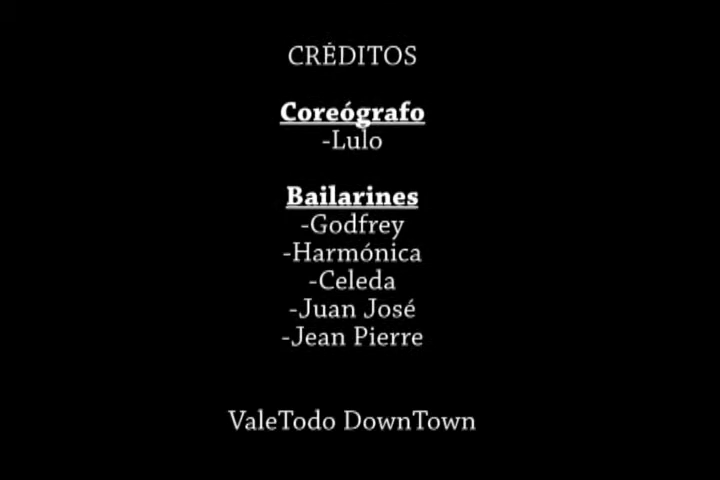 CRÉDITOS
Coreógrafo
-Lulo
Bailarines
-Godfrey
-Harmónica
-Celeda
-Juan José
-Jean Pierre
ValeTodo DownTown